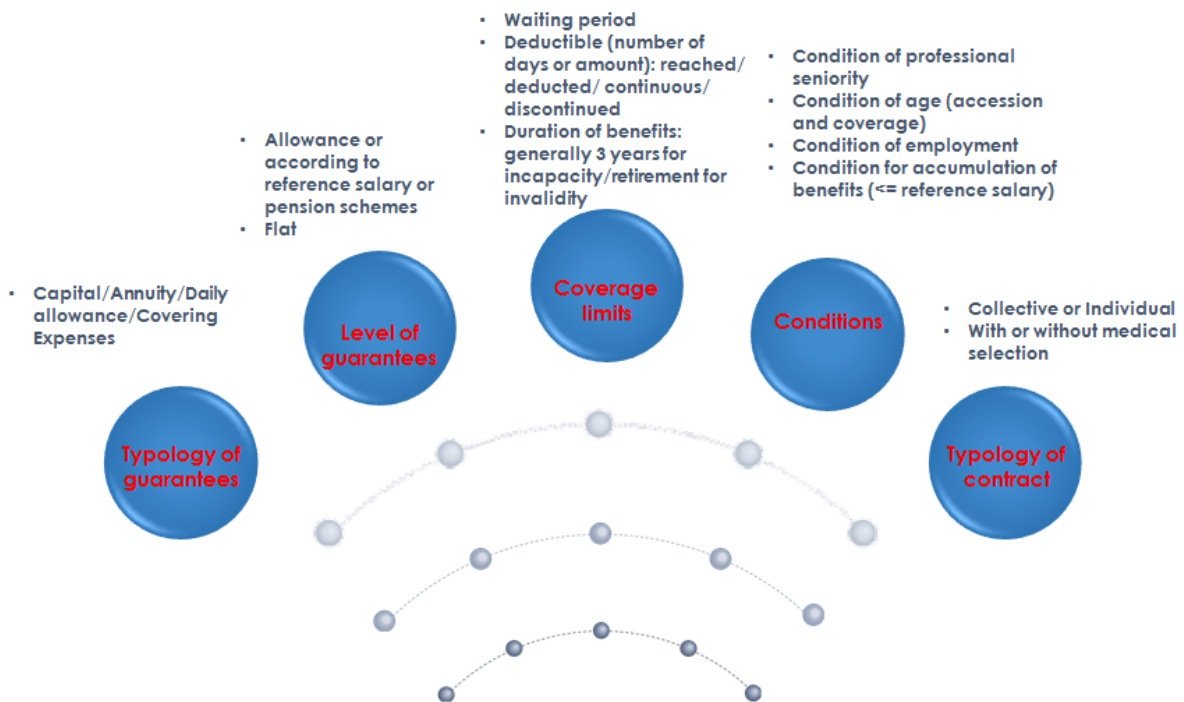 • Capital/Annuity/Daily
allowance/Covering
Expenses
Typology of
guarantees
• Allowance or
according to
reference salary or
pension schemes
• Flat
Level of
guarantees
• Waiting period
• Deductible (number of
days or amount): reached/
deducted/ continuous/
discontinued
• Duration of benefits:
generally 3 years for
incapacity/retirement for
invalidity
Coverage
limits
• Condition of professional
seniority
• Condition of age (accession
and coverage)
• Condition of employment
• Condition for accumulation of
benefits (<= reference salary)
Conditions
• Collective or Individual
• With or without medical
selection
Typology of
contract